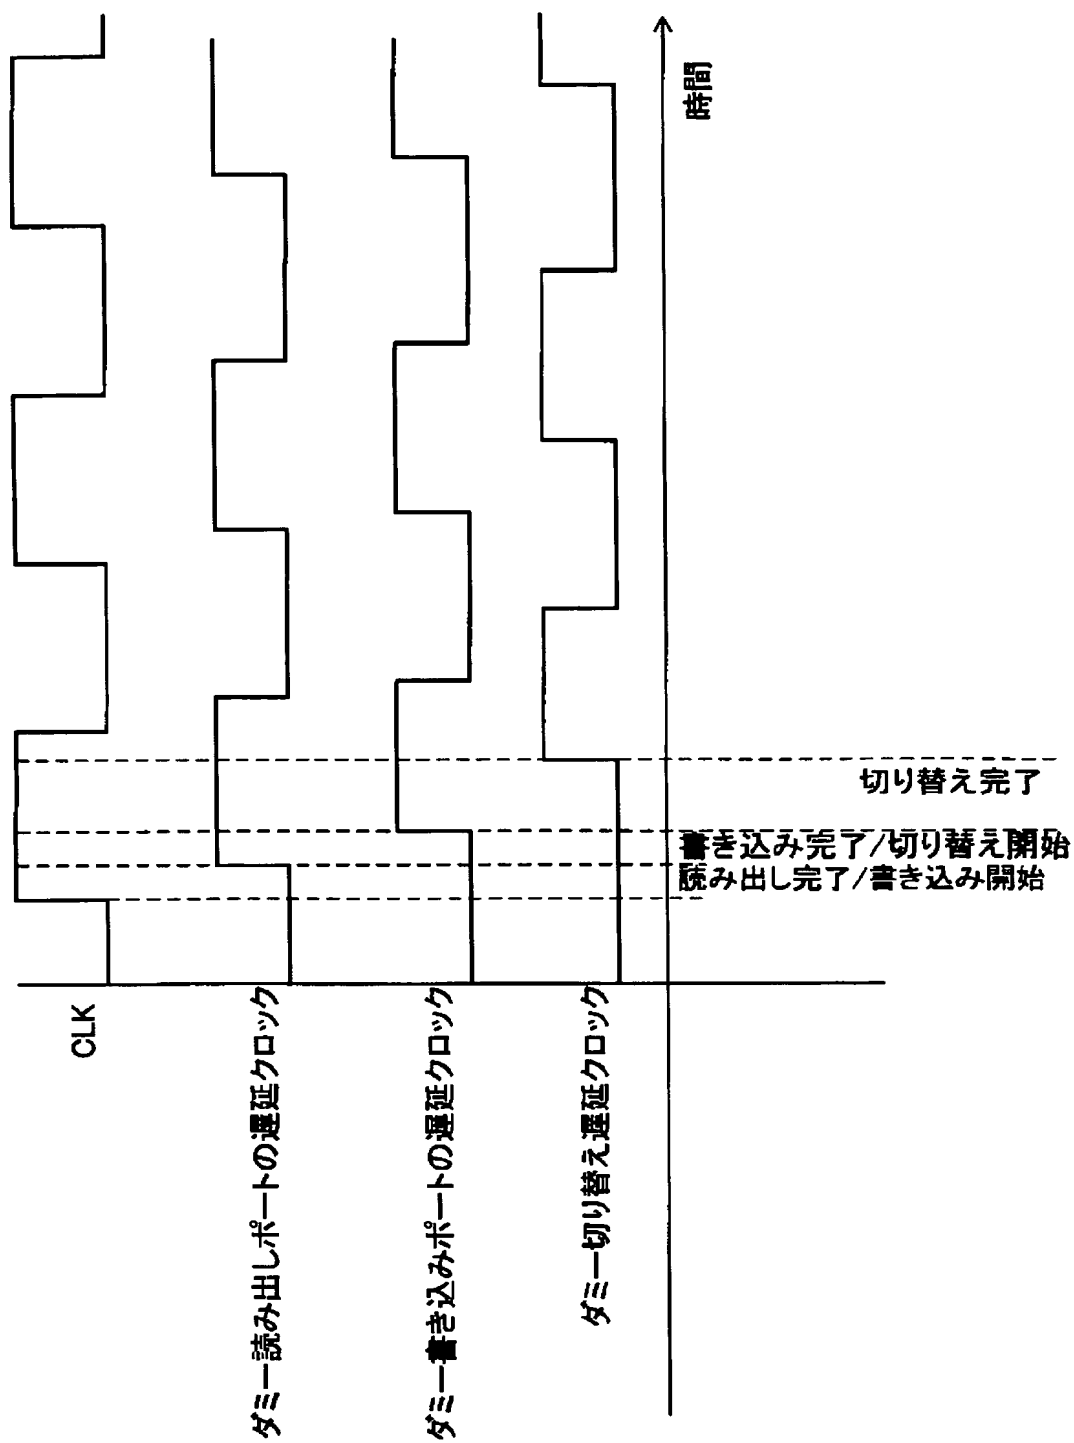 CLK
ダミー読み出しポートの遅延クロック
ダミー書き込みポートの遅延クロック
ダミー切り替え遅延クロック
時間
読み出し完了/書き込み開始
書き込み完了/切り替え開始
切り替え完了